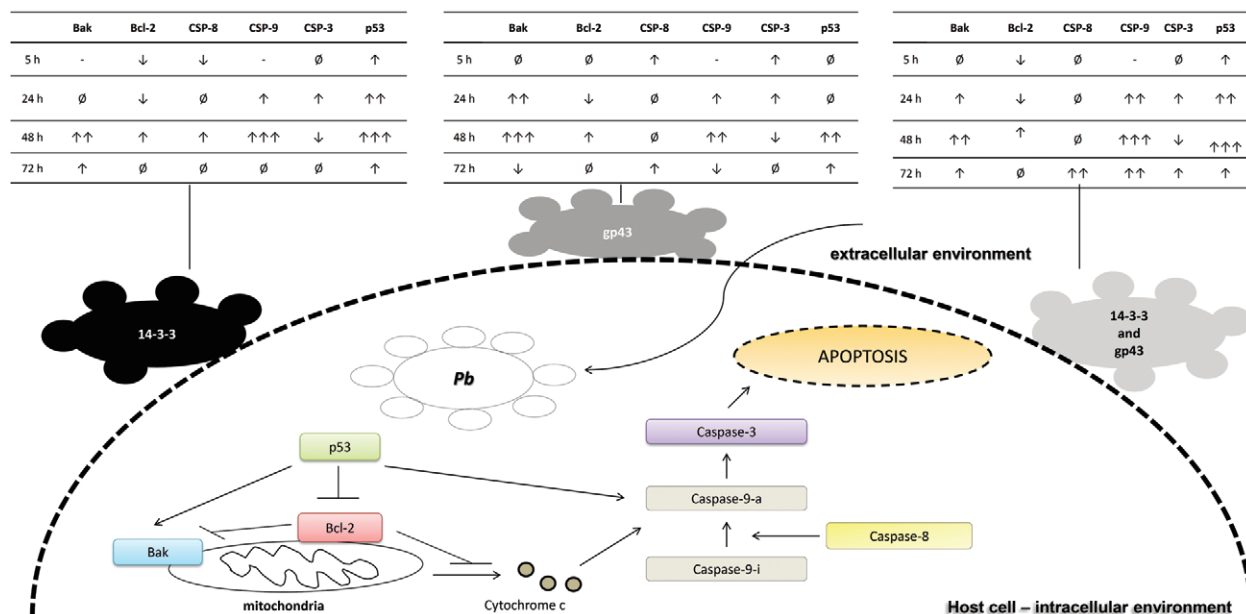 Bak Bcl-2 CSP-8 CSP-9 CSP-3 p53
5 h - ↓ ↓ - Ø ↑
24 h Ø ↓ Ø ↑ ↑ ↑↑
48 h ↑↑ ↑ ↑ ↑↑↑ ↓ ↑↑↑
72 h ↑ Ø Ø Ø Ø ↑
Bak Bcl-2 CSP-8 CSP-9 CSP-3 p53
5 h Ø Ø ↑ - ↑ Ø
24 h ↑↑ ↓ Ø ↑ ↑ Ø
48 h ↑↑↑ ↑ Ø ↑↑ ↓ ↑↑
72 h ↓ Ø ↑ ↓ Ø ↑
Bak Bcl-2 CSP-8 CSP-9 CSP-3 p53
5 h Ø ↓ Ø - Ø ↑
24 h ↑ ↓ Ø ↑↑ ↑ ↑↑
48 h ↑↑ ↑ Ø ↑↑↑ ↓ ↑↑↑
72 h ↑ Ø ↑↑ ↑↑ ↑ ↑
gp43
extracellular environment
14-3-3
14-3-3
and
gp43
APOPTOSIS
Pb
Caspase-3
p53
Caspase-9-a
Bcl-2
Caspase-8
Bak
Caspase-9-i
mitochondria
Cytochrome c
Host cell – intracellular environment